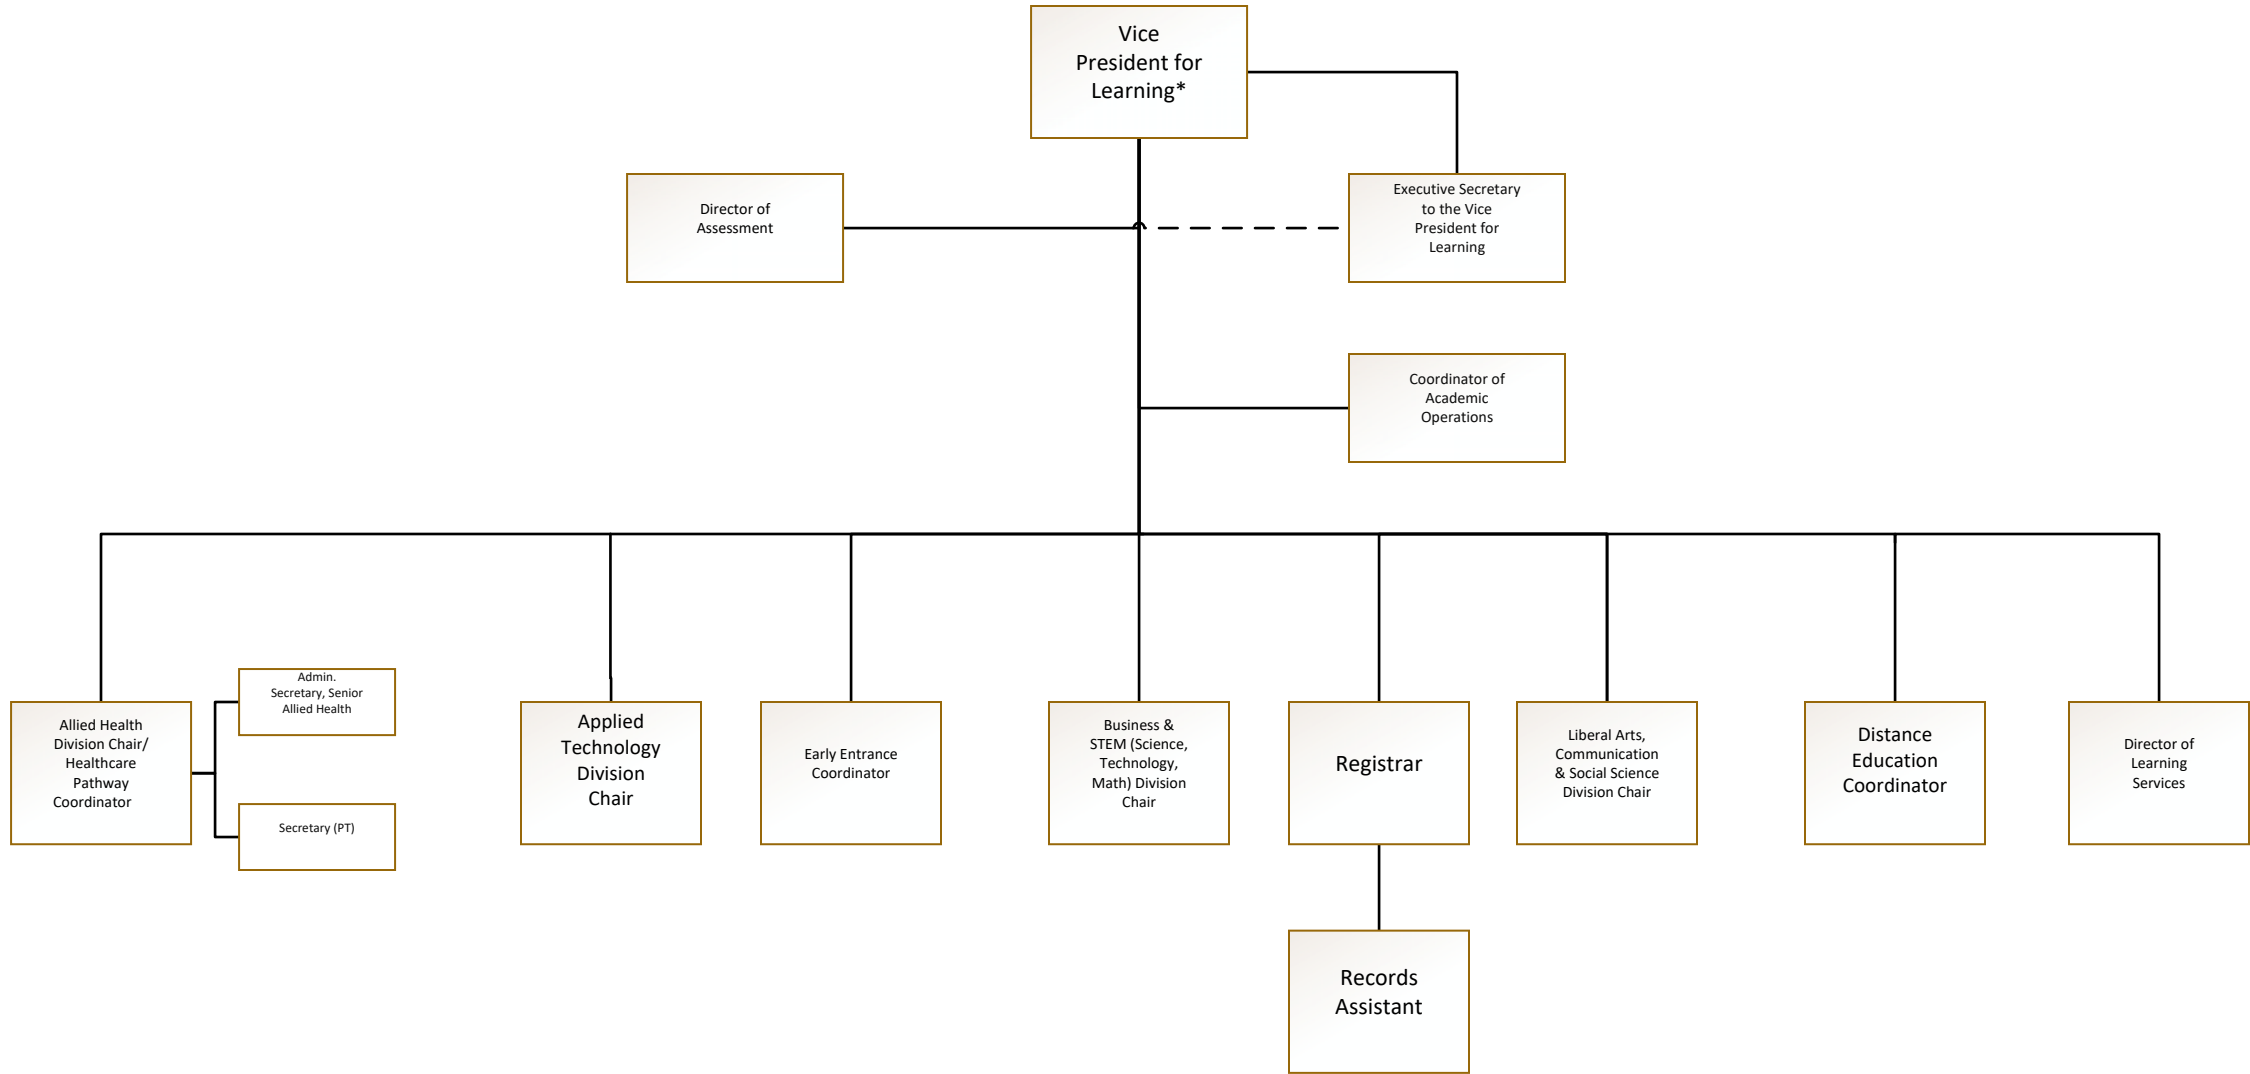 Vice
President for
Learning*
Director of
Assessment
Executive Secretary
to the Vice
President for
Learning
Coordinator of
Academic
Operations
Admin.
Secretary, Senior
Allied Health
Allied Health
Division Chair/
Healthcare
Pathway
Coordinator
Secretary (PT)
Applied
Technology
Division
Chair
Early Entrance
Coordinator
Business &
STEM (Science,
Technology,
Math) Division
Chair
Registrar
Liberal Arts,
Communication
& Social Science
Division Chair
Distance
Education
Coordinator
Director of
Learning
Services
Records
Assistant